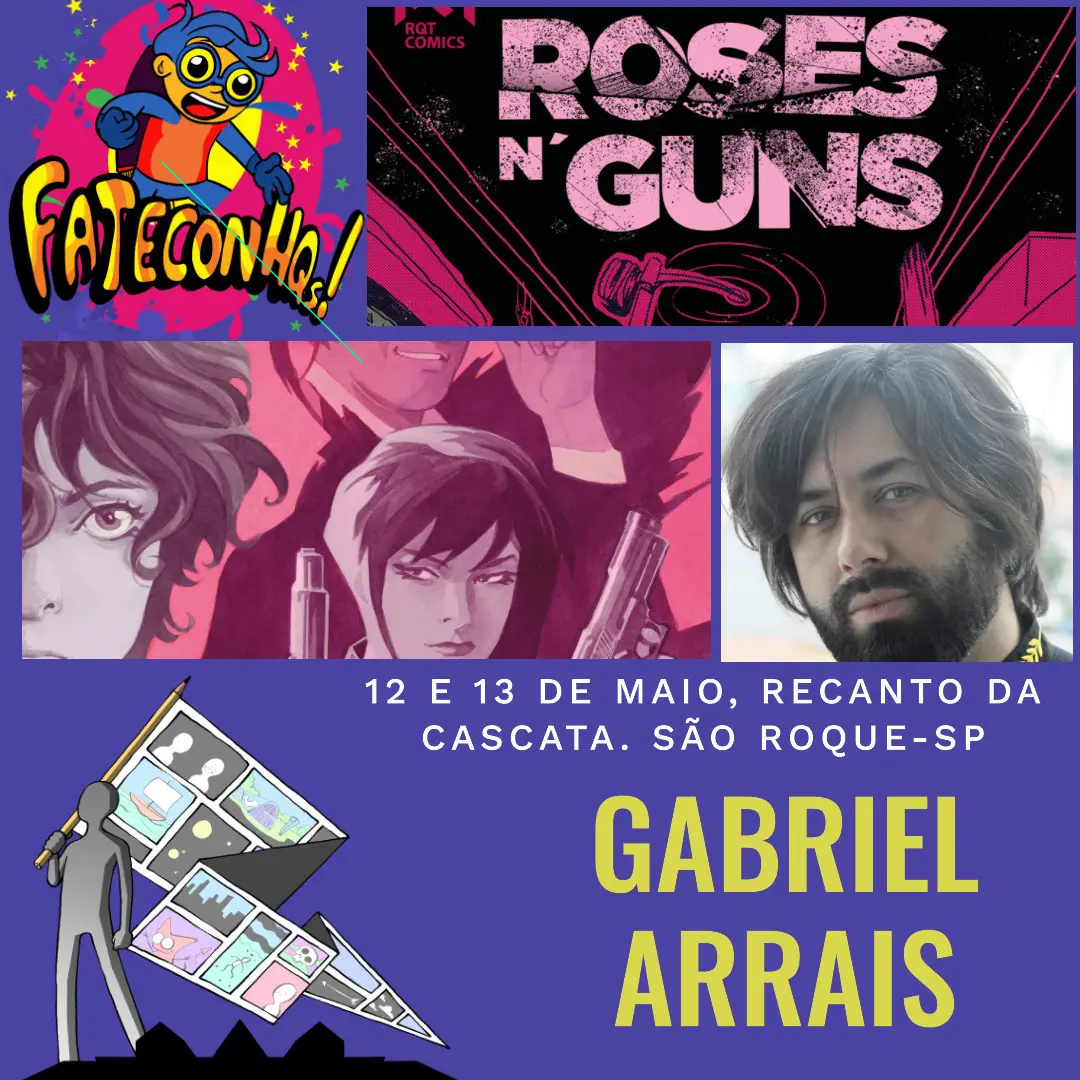 FATECONHQs!
RQT
COMICS
ROSES
N´GUNS
12 E 13 DE MAIO, RECANTO DA
CASCATA. SÃO ROQUE-SP
GABRIEL
ARRAIS